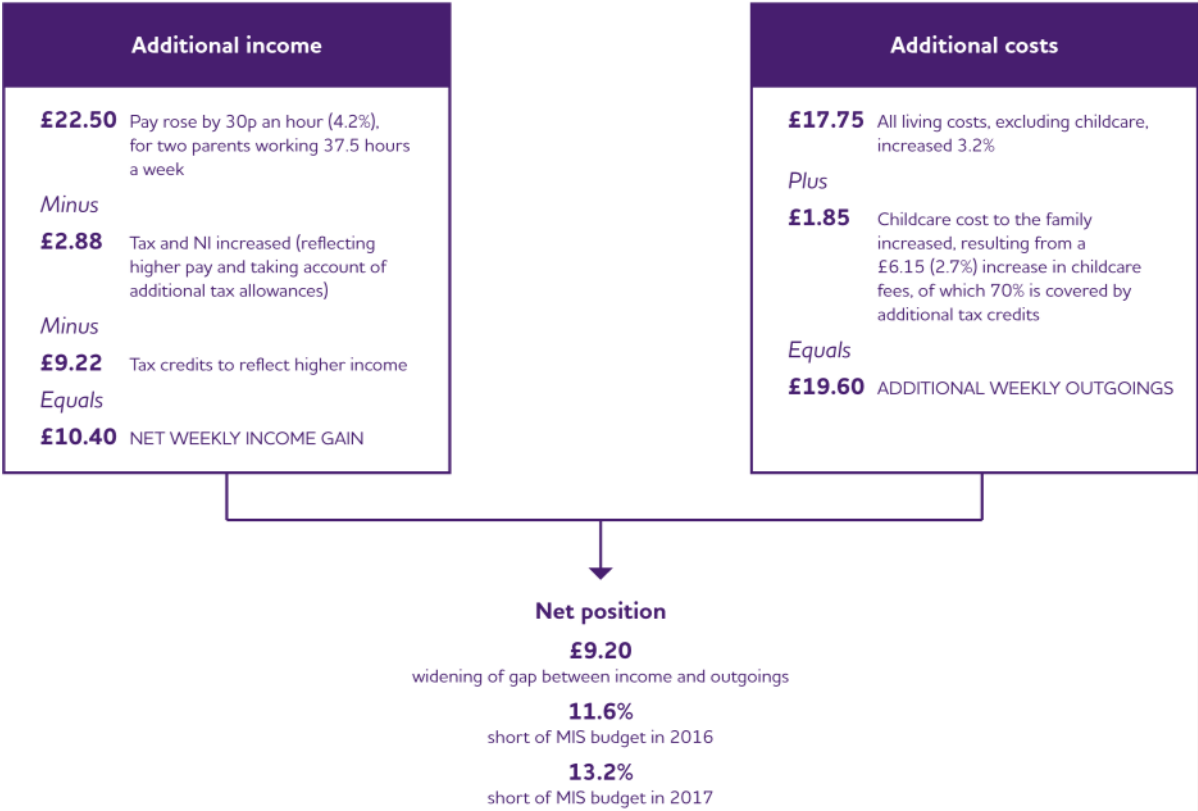 Additional income
£22.50 Pay rose by 30p an hour (4.2%),
for two parents working 37.5 hours
a week
Minus
£2.88 Tax and NI increased (reflecting
higher pay and taking account of
additional tax allowances)
Minus
£9.22 Tax credits to reflect higher income
Equals
£10.40 NET WEEKLY INCOME GAIN
Additional costs
£17.75 All living costs, excluding childcare,
increased 3.2%
Plus
£1.85 Childcare cost to the family
increased, resulting from a
£6.15 (2.7%) increase in childcare
fees, of which 70% is covered by
additional tax credits
Equals
£19.60 ADDITIONAL WEEKLY OUTGOINGS
Net position
£9.20
widening of gap between income and outgoings
11.6%
short of MIS budget in 2016
13.2%
short of MIS budget in 2017